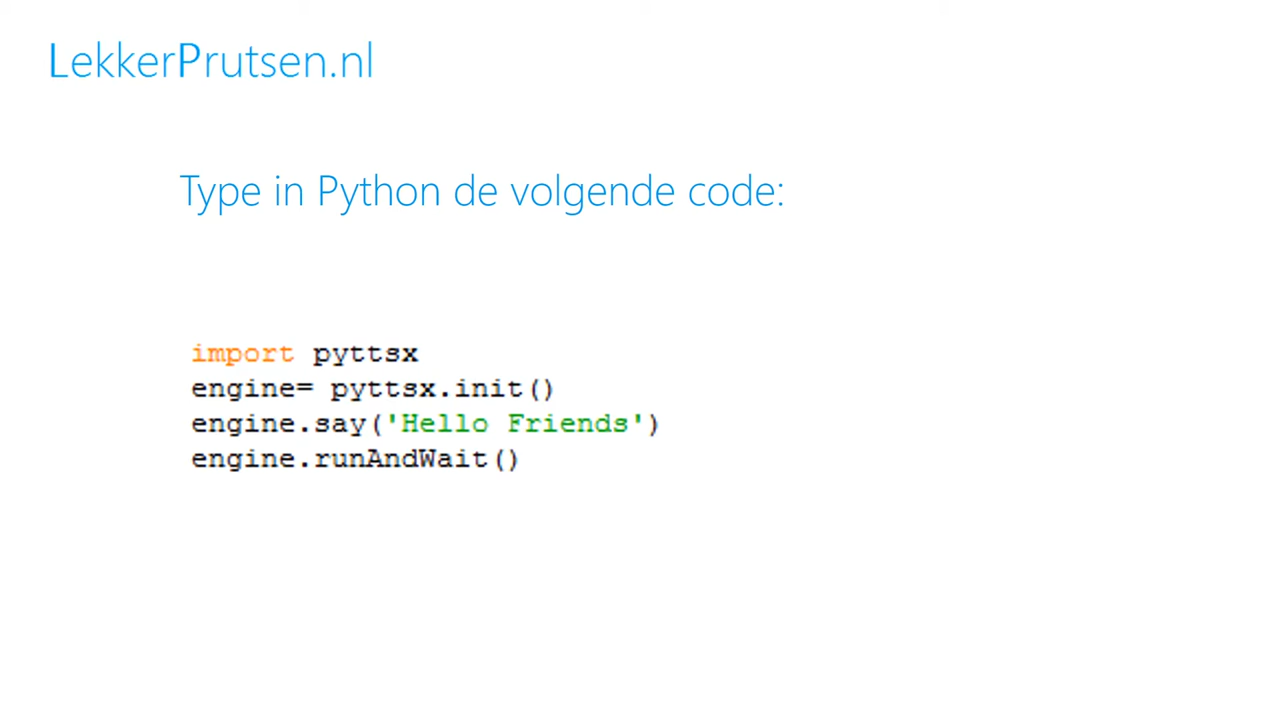 LekkerPrutsen.nl
Type in Python de volgende code:
import pyttsx
engine= pyttsx.init()
engine.say('Hello Friends')
engine.runAndWait()